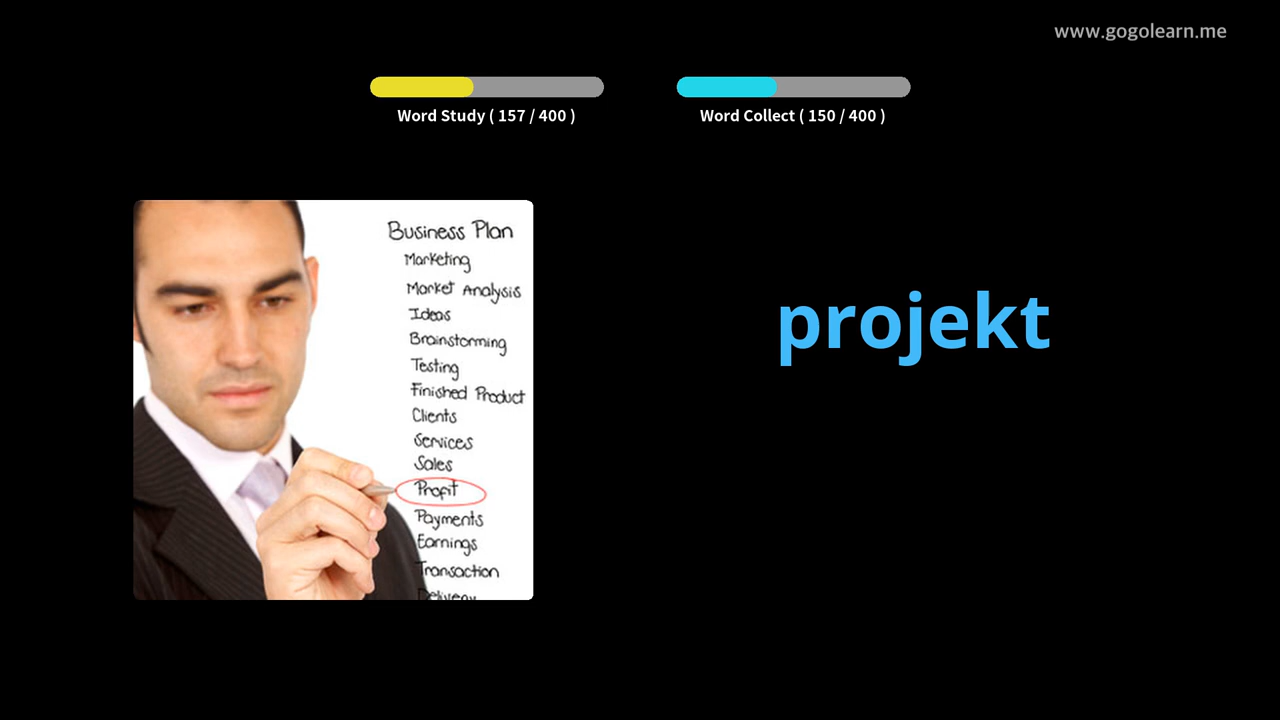 www.gogolearn.me
Word Study ( 157 / 400 )
Word Collect ( 150 / 400 )
Business Plan
Marketing
Market Analysis
Ideas
Brainstorming
Testing
Finished Product
Clients
Services
Sales
Profit
Payments
Earnings
Transaction
Delivery
projekt